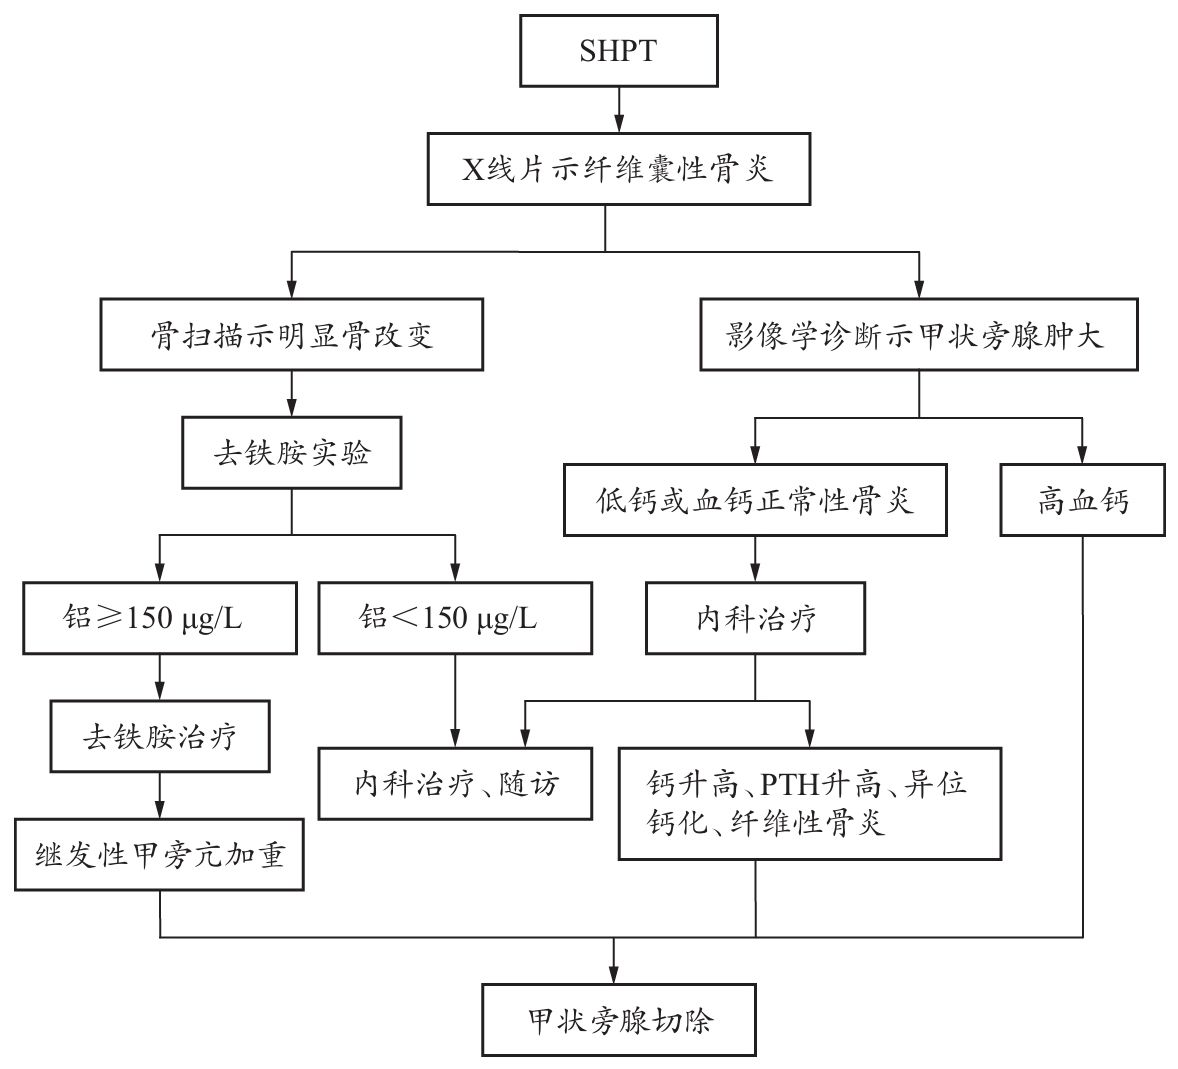 SHPT
X线片示纤维囊性骨炎
骨扫描示明显骨改变
影像学诊断示甲状旁腺肿大
去铁胺实验
低钙或血钙正常性骨炎
高血钙
铝≥150 μg/L
铝<150 μg/L
内科治疗
去铁胺治疗
内科治疗、随访
钙升高、PTH升高、异位
钙化、纤维性骨炎
继发性甲旁亢加重
甲状旁腺切除